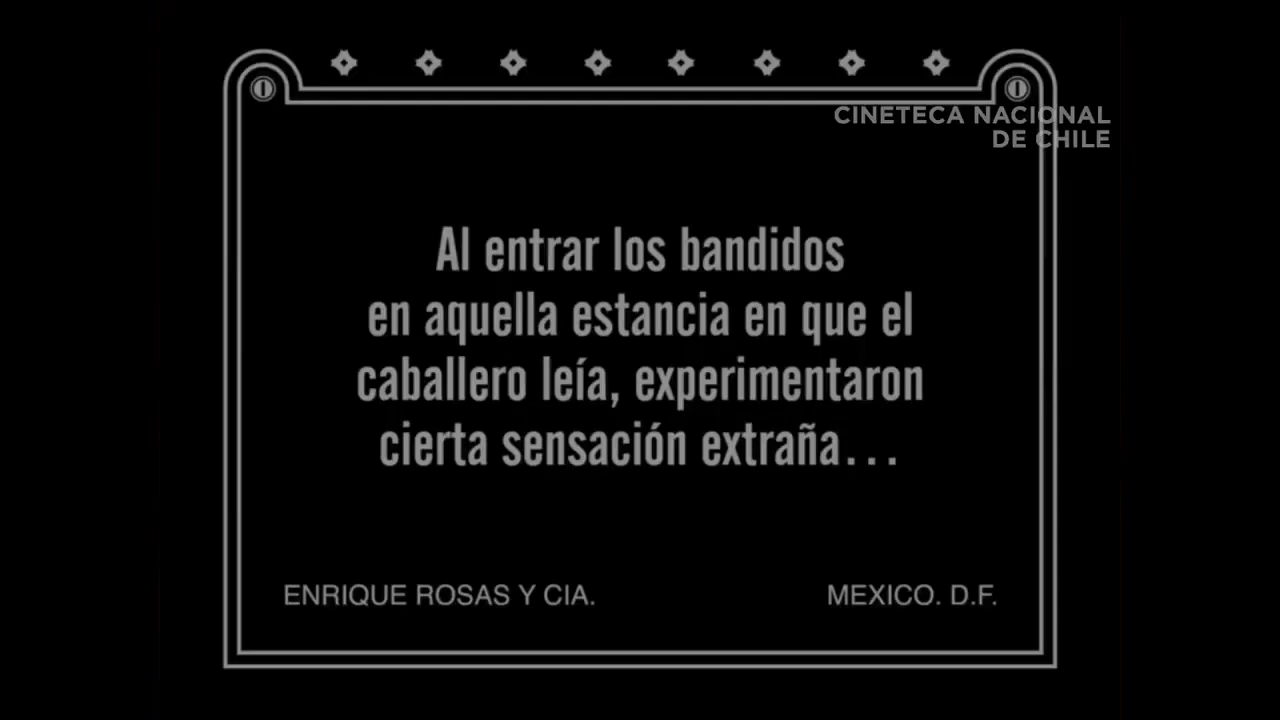 CINETECA NACIONAL
DE CHILE
Al entrar los bandidos
en aquella estancia en que el
caballero leía, experimentaron
cierta sensación extraña...
ENRIQUE ROSAS Y CIA.
MEXICO. D.F.